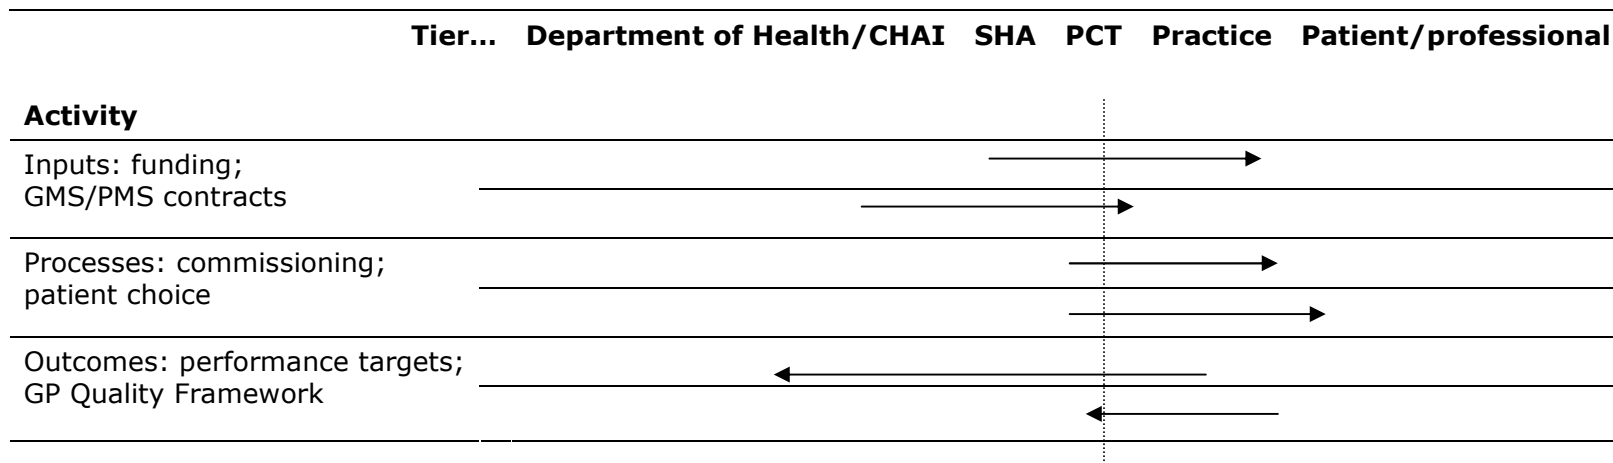 Tier... Department of Health/CHAI SHA PCT Practice Patient/professional
Activity
Inputs: funding;
GMS/PMS contracts
Processes: commissioning;
patient choice
Outcomes: performance targets;
GP Quality Framework